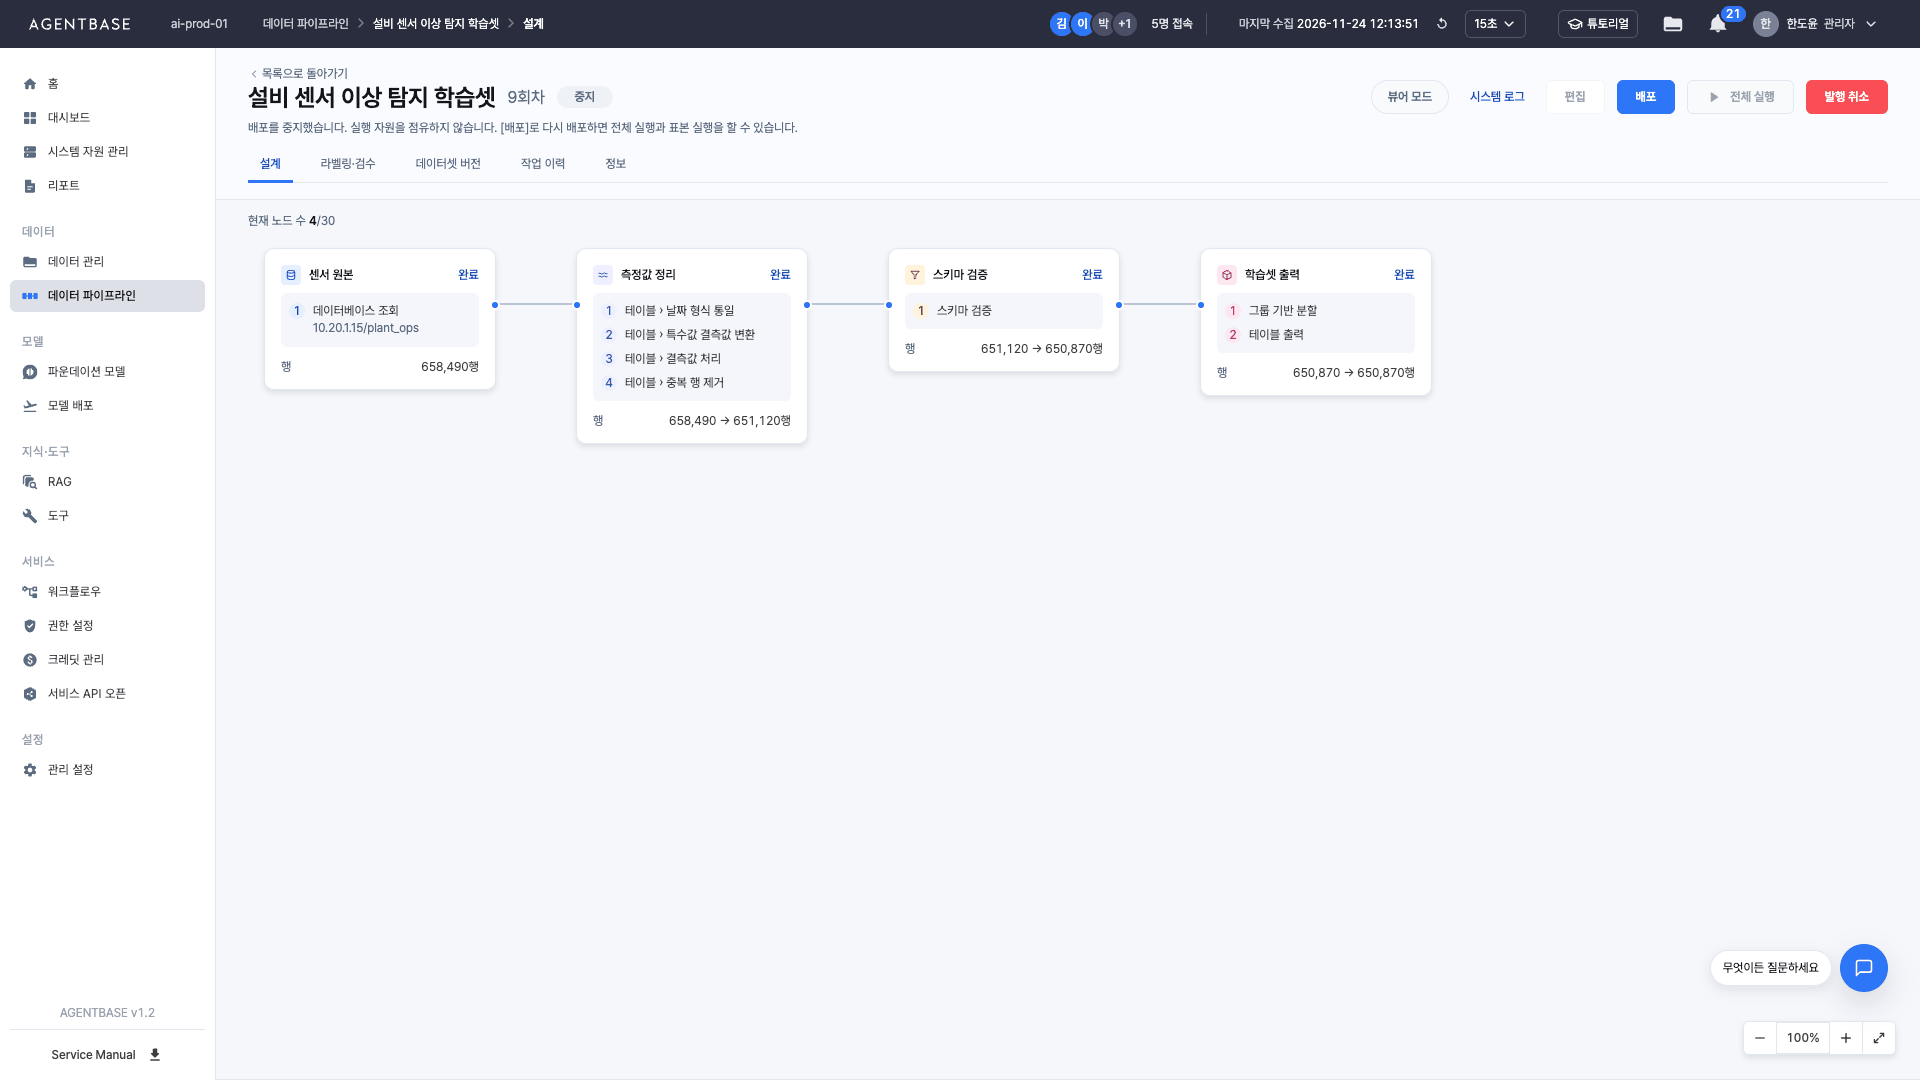 AGENTBASE
ai-prod-01
데이터 파이프라인 > 설비 센서 이상 탐지 학습셋 > 설계
김 이 박 +1 5명 접속
마지막 수집 2026-11-24 12:13:51
15초
튜토리얼
21
한 한도윤 관리자
홈
대시보드
시스템 자원 관리
리포트
데이터
데이터 관리
데이터 파이프라인
모델
파운데이션 모델
모델 배포
지식·도구
RAG
도구
서비스
워크플로우
권한 설정
크레딧 관리
서비스 API 오픈
설정
관리 설정
AGENTBASE v1.2
Service Manual
목록으로 돌아가기
설비 센서 이상 탐지 학습셋 9회차 중지
배포를 중지했습니다. 실행 자원을 점유하지 않습니다. [배포]로 다시 배포하면 전체 실행과 표본 실행을 할 수 있습니다.
뷰어 모드
시스템 로그
편집
배포
전체 실행
발행 취소
설계
라벨링·검수
데이터셋 버전
작업 이력
정보
현재 노드 수 4/30
센서 원본 완료
1 데이터베이스 조회
10.20.1.15/plant_ops
행 658,490행
측정값 정리 완료
1 테이블 › 날짜 형식 통일
2 테이블 › 특수값 결측값 변환
3 테이블 › 결측값 처리
4 테이블 › 중복 행 제거
행 658,490 → 651,120행
스키마 검증 완료
1 스키마 검증
행 651,120 → 650,870행
학습셋 출력 완료
1 그룹 기반 분할
2 테이블 출력
행 650,870 → 650,870행
무엇이든 질문하세요
100%